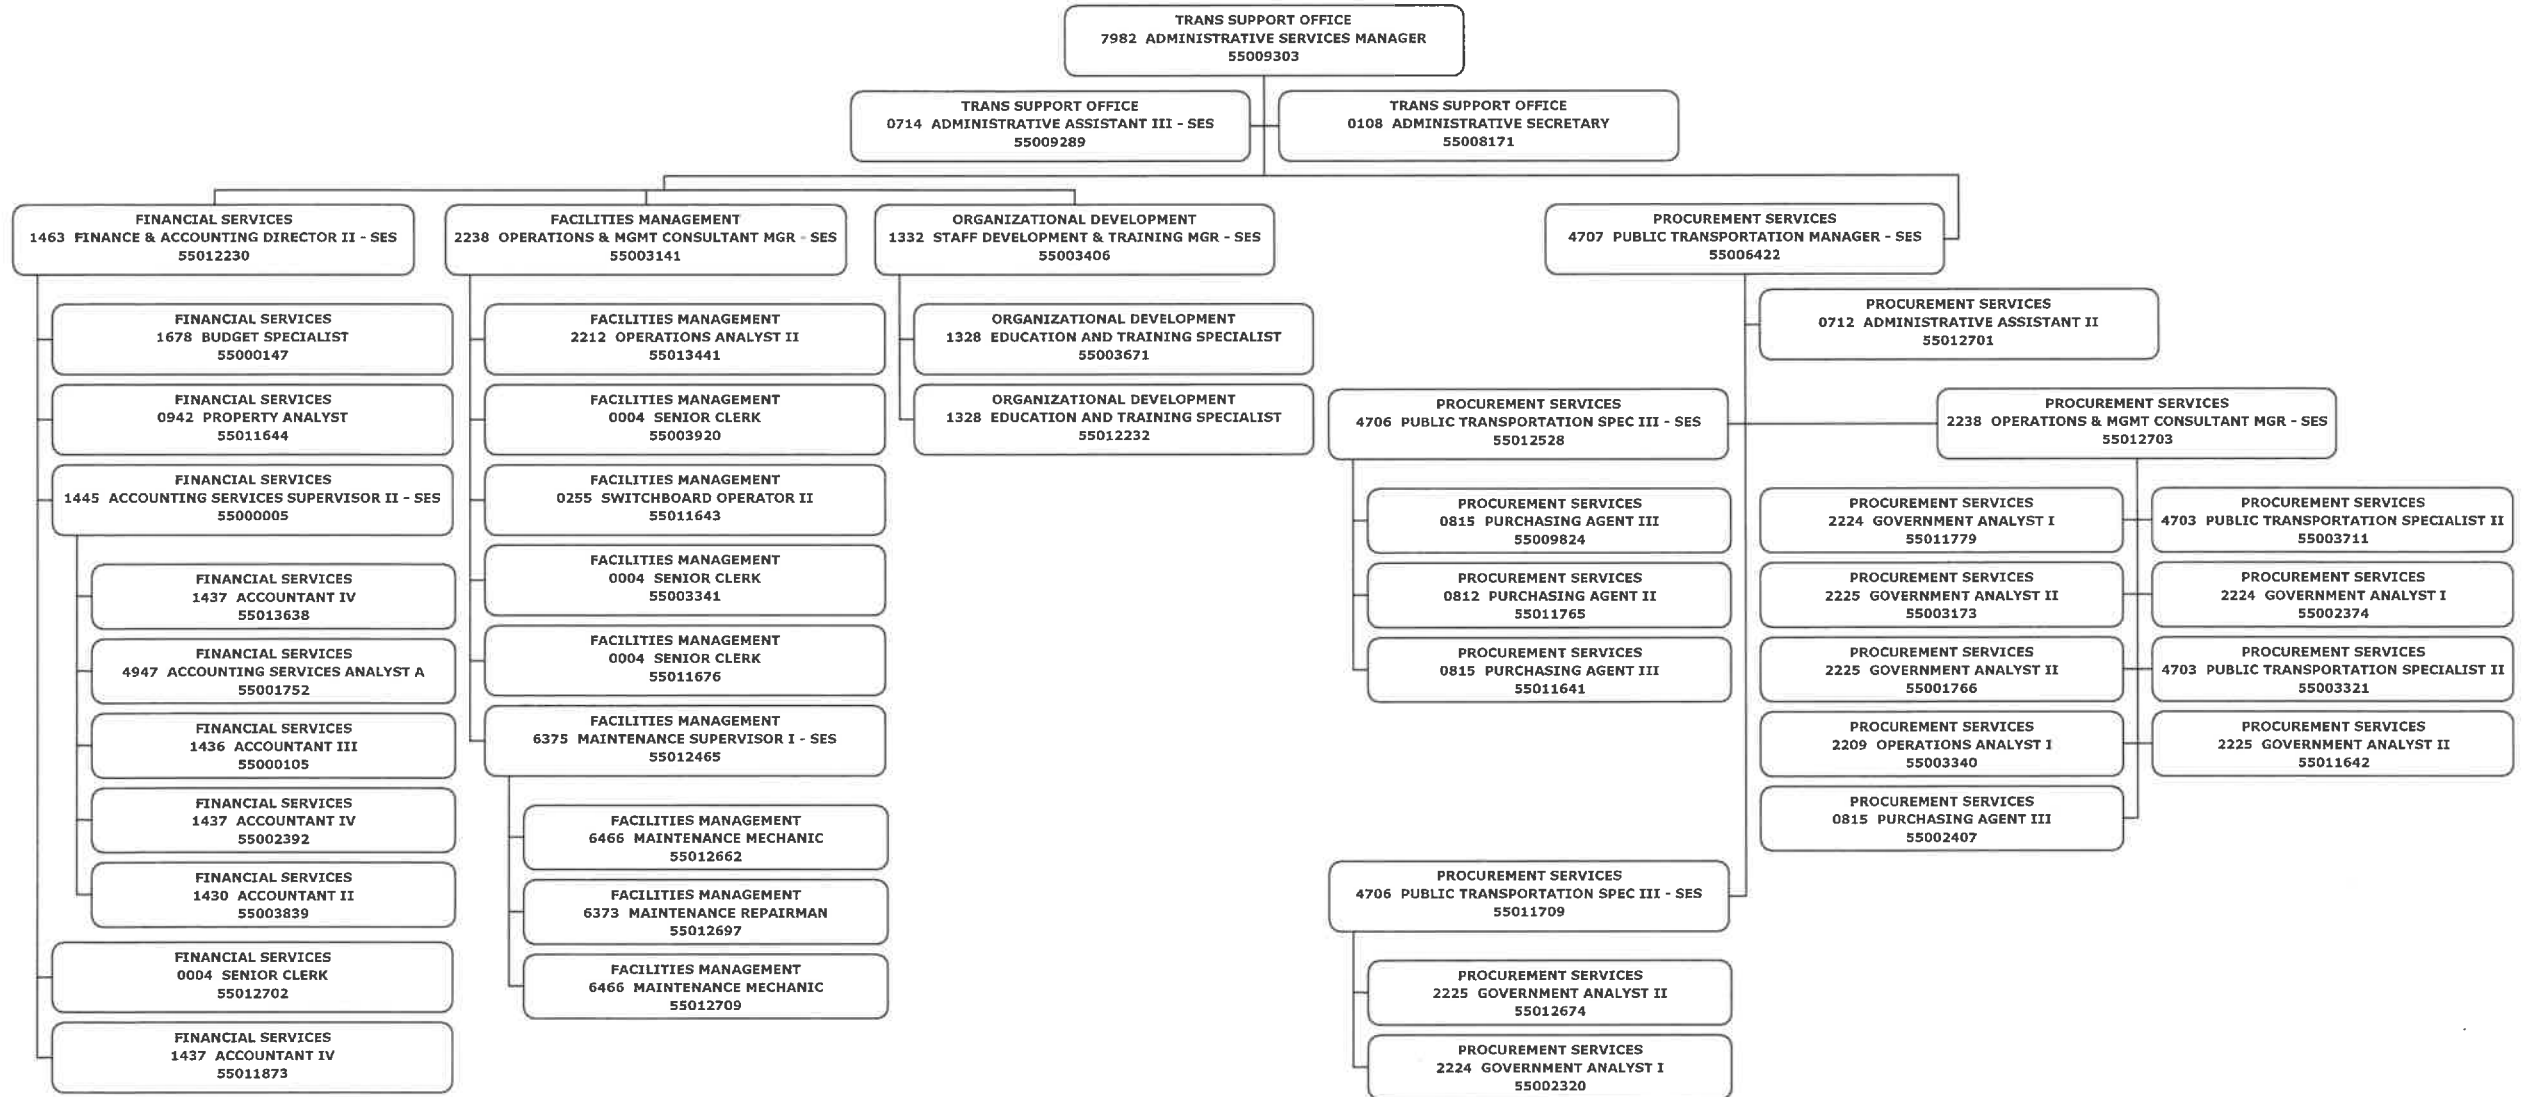 TRANS SUPPORT OFFICE
7982 ADMINISTRATIVE SERVICES MANAGER
55009303
TRANS SUPPORT OFFICE
0714 ADMINISTRATIVE ASSISTANT III - SES
55009289
TRANS SUPPORT OFFICE
0108 ADMINISTRATIVE SECRETARY
55008171
FINANCIAL SERVICES
1463 FINANCE & ACCOUNTING DIRECTOR II - SES
55012230
FINANCIAL SERVICES
1678 BUDGET SPECIALIST
55000147
FINANCIAL SERVICES
0942 PROPERTY ANALYST
55011644
FINANCIAL SERVICES
1445 ACCOUNTING SERVICES SUPERVISOR II - SES
55000005
FINANCIAL SERVICES
1437 ACCOUNTANT IV
55013638
FINANCIAL SERVICES
4947 ACCOUNTING SERVICES ANALYST A
55001752
FINANCIAL SERVICES
1436 ACCOUNTANT III
55000105
FINANCIAL SERVICES
1437 ACCOUNTANT IV
55002392
FINANCIAL SERVICES
1430 ACCOUNTANT II
55003839
FINANCIAL SERVICES
0004 SENIOR CLERK
55012702
FINANCIAL SERVICES
1437 ACCOUNTANT IV
55011873
FACILITIES MANAGEMENT
2238 OPERATIONS & MGMT CONSULTANT MGR - SES
55003141
FACILITIES MANAGEMENT
2212 OPERATIONS ANALYST II
55013441
FACILITIES MANAGEMENT
0004 SENIOR CLERK
55003920
FACILITIES MANAGEMENT
0255 SWITCHBOARD OPERATOR II
55011643
FACILITIES MANAGEMENT
0004 SENIOR CLERK
55003341
FACILITIES MANAGEMENT
0004 SENIOR CLERK
55011676
FACILITIES MANAGEMENT
6375 MAINTENANCE SUPERVISOR I - SES
55012465
FACILITIES MANAGEMENT
6466 MAINTENANCE MECHANIC
55012662
FACILITIES MANAGEMENT
6373 MAINTENANCE REPAIRMAN
55012697
FACILITIES MANAGEMENT
6466 MAINTENANCE MECHANIC
55012709
ORGANIZATIONAL DEVELOPMENT
1332 STAFF DEVELOPMENT & TRAINING MGR - SES
55003406
ORGANIZATIONAL DEVELOPMENT
1328 EDUCATION AND TRAINING SPECIALIST
55003671
ORGANIZATIONAL DEVELOPMENT
1328 EDUCATION AND TRAINING SPECIALIST
55012232
PROCUREMENT SERVICES
4707 PUBLIC TRANSPORTATION MANAGER - SES
55006422
PROCUREMENT SERVICES
0712 ADMINISTRATIVE ASSISTANT II
55012701
PROCUREMENT SERVICES
4706 PUBLIC TRANSPORTATION SPEC III - SES
55012528
PROCUREMENT SERVICES
0815 PURCHASING AGENT III
55009824
PROCUREMENT SERVICES
0812 PURCHASING AGENT II
55011765
PROCUREMENT SERVICES
0815 PURCHASING AGENT III
55011641
PROCUREMENT SERVICES
2238 OPERATIONS & MGMT CONSULTANT MGR - SES
55012703
PROCUREMENT SERVICES
2224 GOVERNMENT ANALYST I
55011779
PROCUREMENT SERVICES
4703 PUBLIC TRANSPORTATION SPECIALIST II
55003711
PROCUREMENT SERVICES
2225 GOVERNMENT ANALYST II
55003173
PROCUREMENT SERVICES
2224 GOVERNMENT ANALYST I
55002374
PROCUREMENT SERVICES
2225 GOVERNMENT ANALYST II
55001766
PROCUREMENT SERVICES
4703 PUBLIC TRANSPORTATION SPECIALIST II
55003321
PROCUREMENT SERVICES
2209 OPERATIONS ANALYST I
55003340
PROCUREMENT SERVICES
2225 GOVERNMENT ANALYST II
55011642
PROCUREMENT SERVICES
0815 PURCHASING AGENT III
55002407
PROCUREMENT SERVICES
4706 PUBLIC TRANSPORTATION SPEC III - SES
55011709
PROCUREMENT SERVICES
2225 GOVERNMENT ANALYST II
55012674
PROCUREMENT SERVICES
2224 GOVERNMENT ANALYST I
55002320